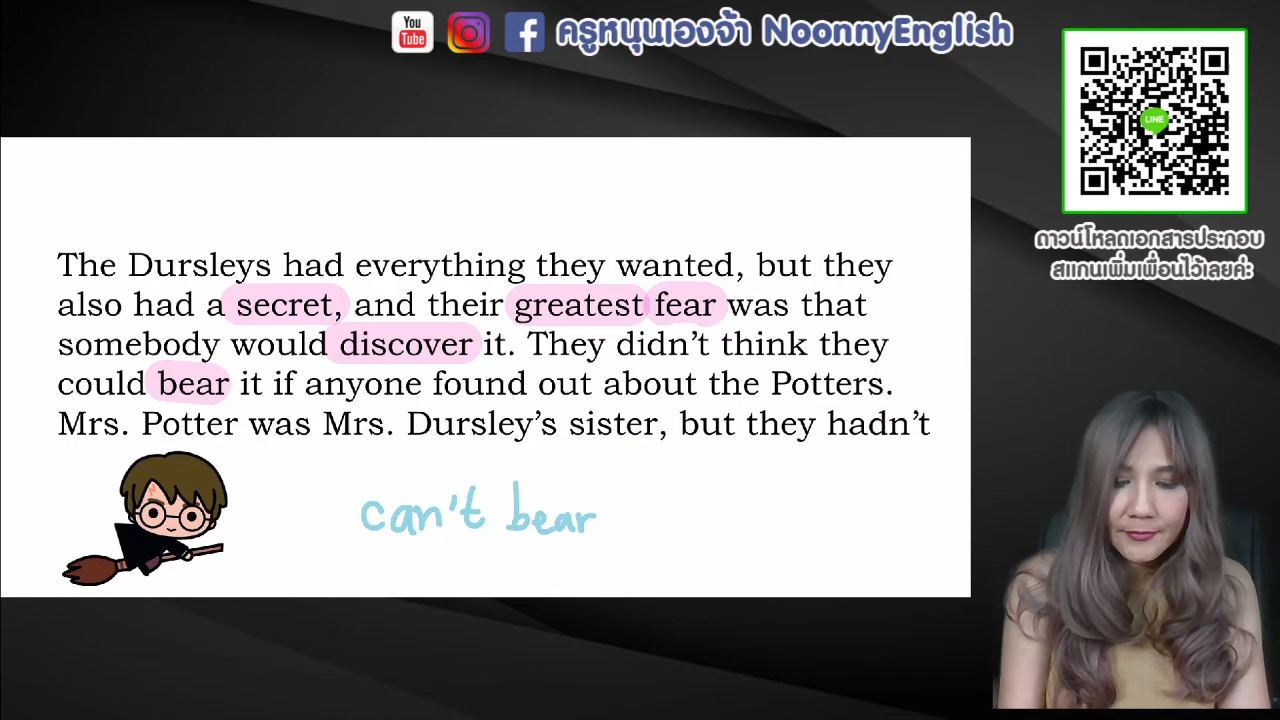 You
Tube
ครูหนุนเองจ้า NoonnyEnglish
LINE
ดาวน์โหลดเอกสารประกอบ
สแกนเพิ่มเพื่อนไว้เลยค่ะ
The Dursleys had everything they wanted, but they
also had a secret, and their greatest fear was that
somebody would discover it. They didn’t think they
could bear it if anyone found out about the Potters.
Mrs. Potter was Mrs. Dursley’s sister, but they hadn’t
can't bear